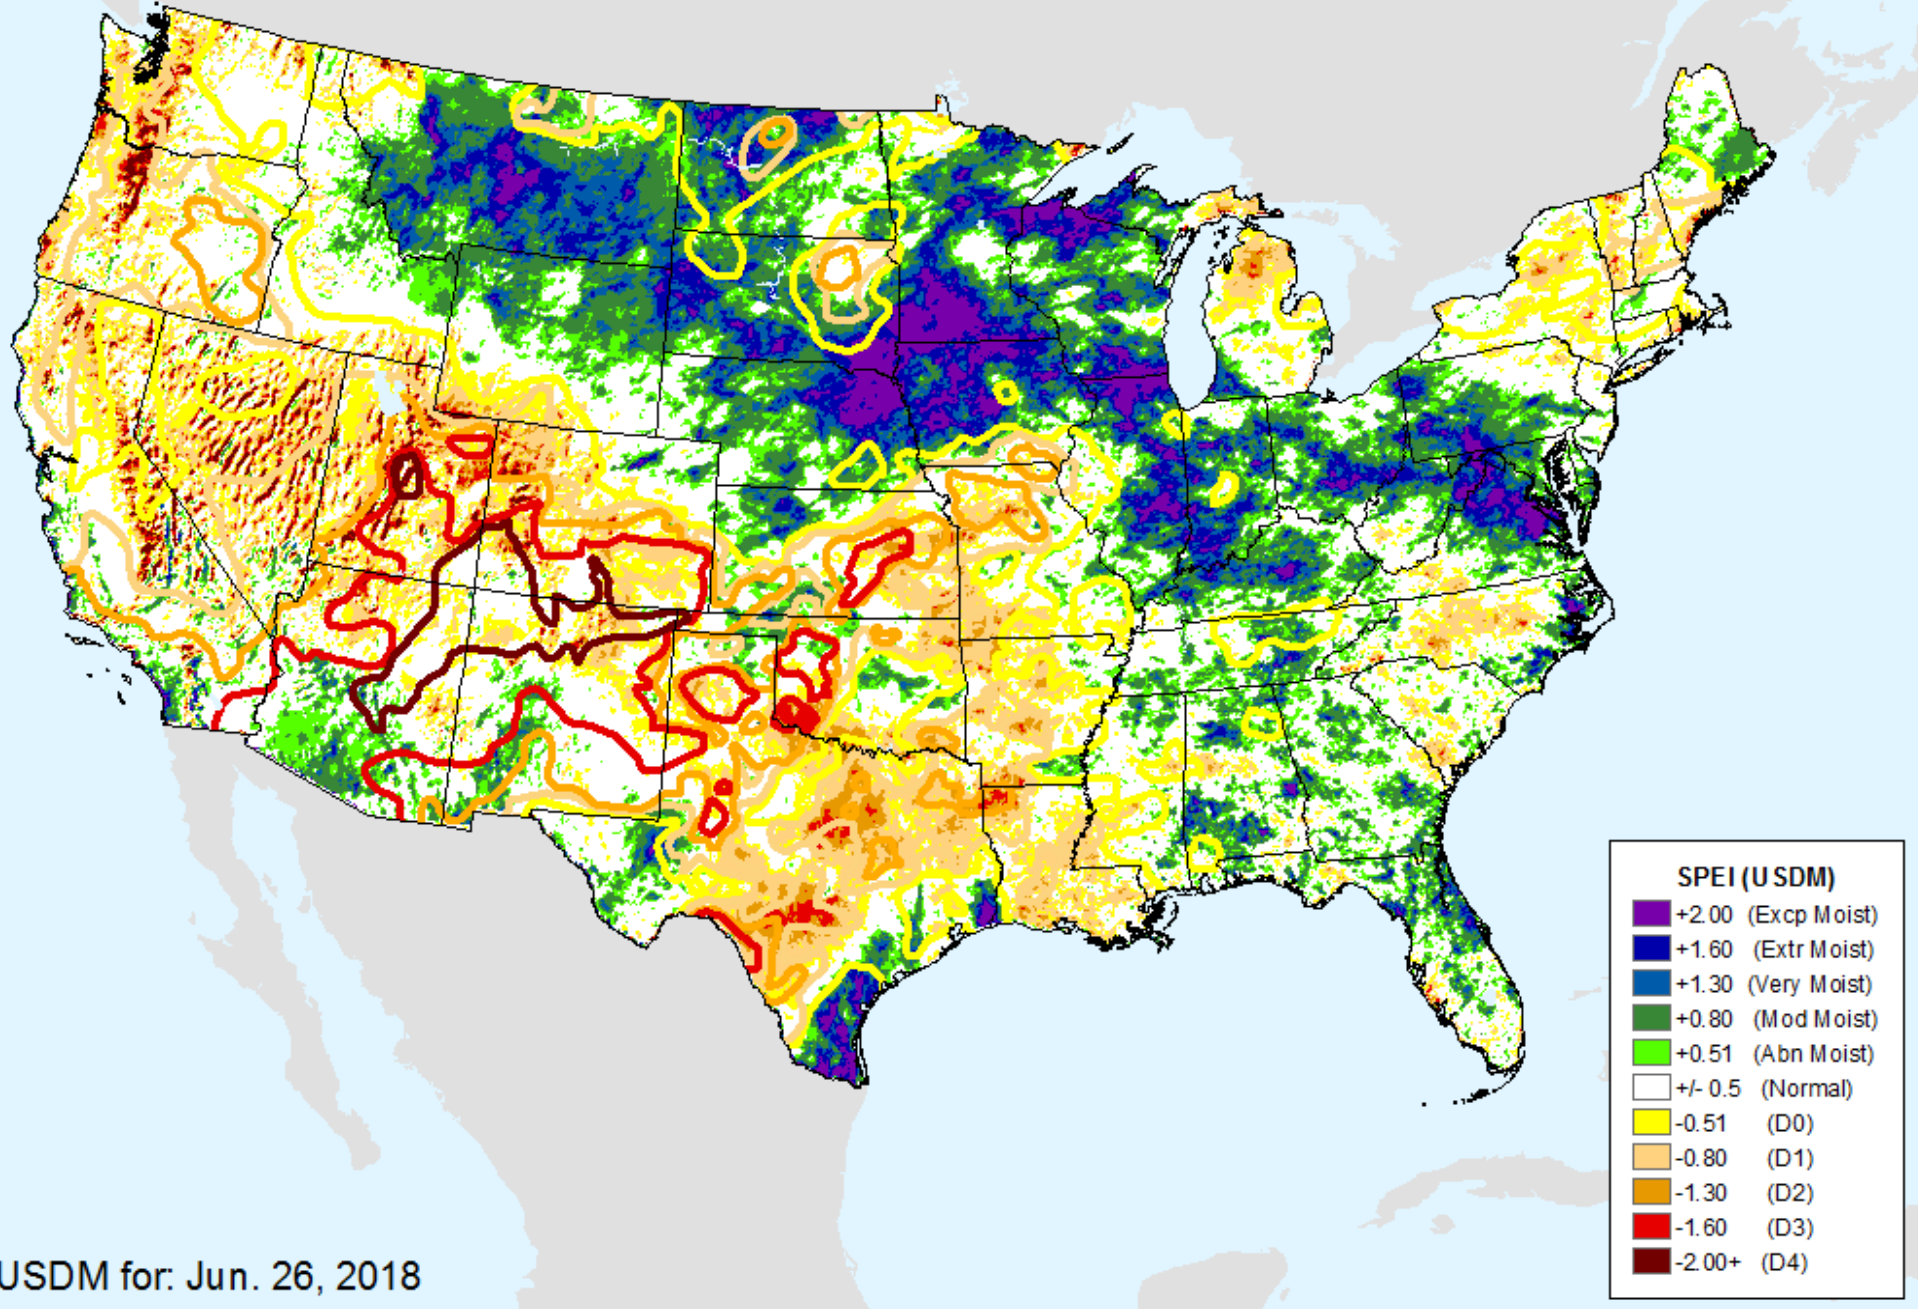 SPEI (USDM)
+2.00 (Excp Moist)
+1.60 (Extr Moist)
+1.30 (Very Moist)
+0.80 (Mod Moist)
+0.51 (Abn Moist)
+/- 0.5 (Normal)
-0.51 (D0)
-0.80 (D1)
-1.30 (D2)
-1.60 (D3)
-2.00+ (D4)
USDM for: Jun. 26, 2018